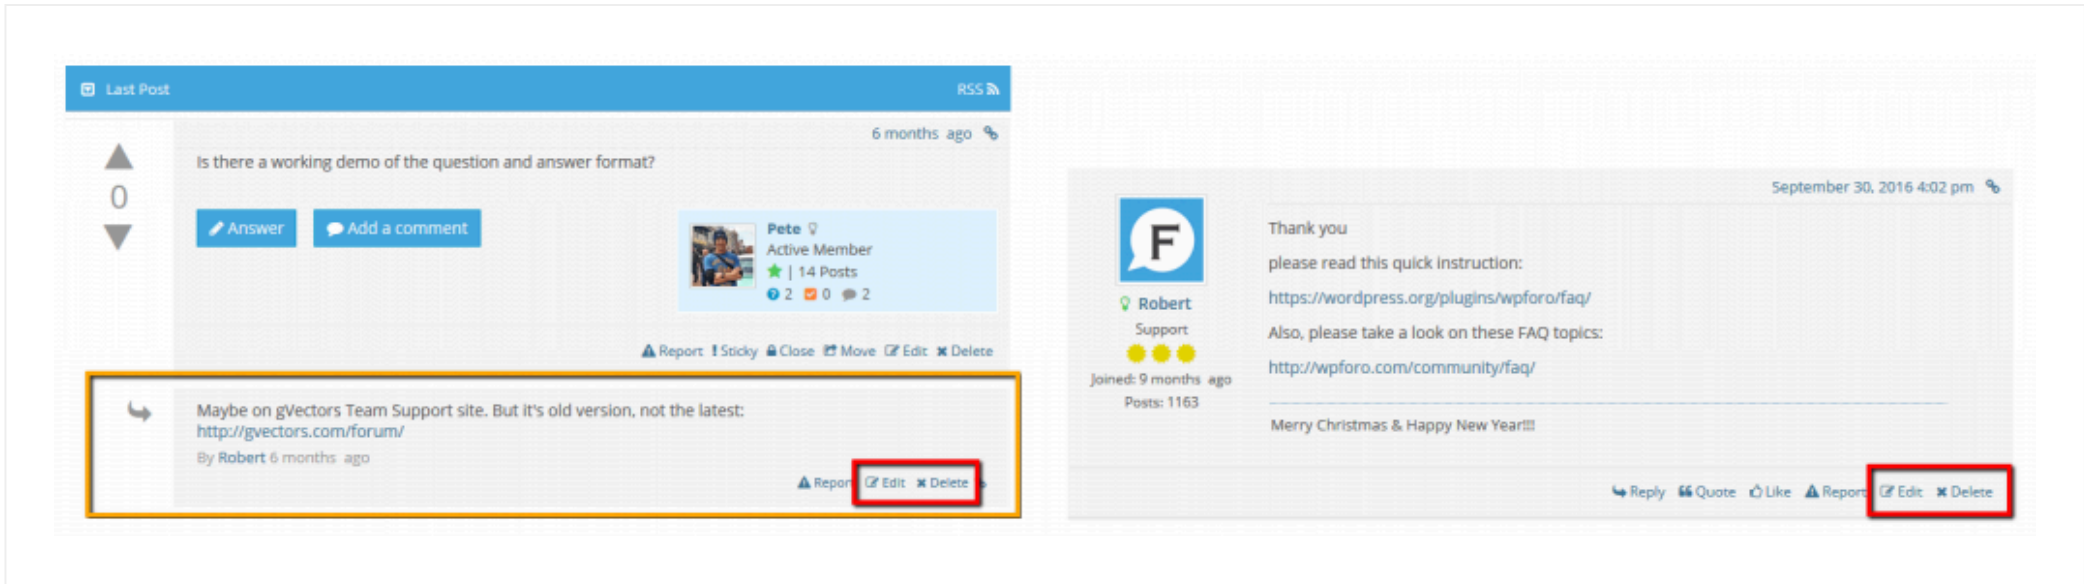 Last Post
RSS
6 months ago
Is there a working demo of the question and answer format?
0
Answer
Add a comment
Pete
Active Member
| 14 Posts
2 0 2
Report Sticky Close Move Edit Delete
Maybe on gVectors Team Support site. But it's old version, not the latest:
http://gvectors.com/forum/
By Robert 6 months ago
Repor Edit Delete
September 30, 2016 4:02 pm
F
Robert
Support
Joined: 9 months ago
Posts: 1163
Thank you
please read this quick instruction:
https://wordpress.org/plugins/wpforo/faq/
Also, please take a look on these FAQ topics:
http://wpforo.com/community/faq/
Merry Christmas & Happy New Year!!!
Reply Quote Like Report Edit Delete